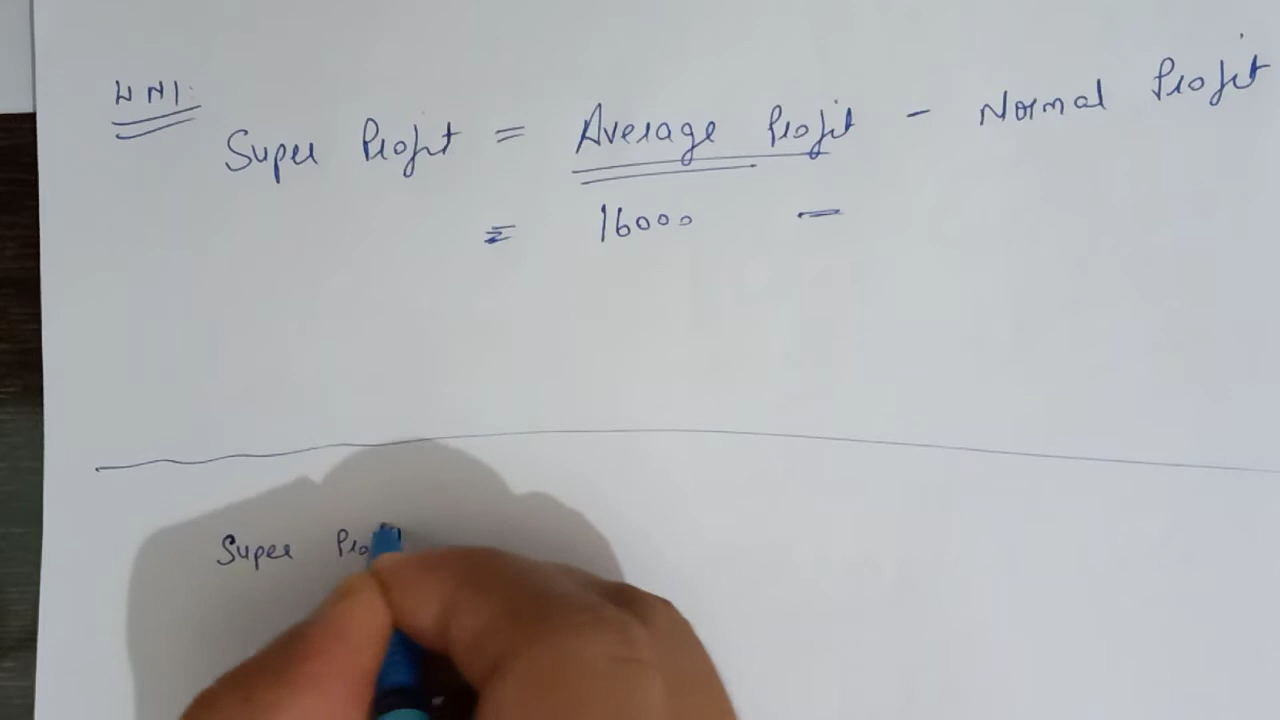 WN1:
Super Profit = Average Profit - Normal Profit
= 16000 -
Super Pro